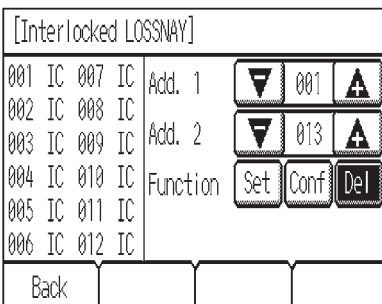 [Interlocked LOSSNAY]
001 IC 007 IC
002 IC 008 IC
003 IC 009 IC
004 IC 010 IC
005 IC 011 IC
006 IC 012 IC
Add. 1 001
Add. 2 013
Function Set Conf Del
Back